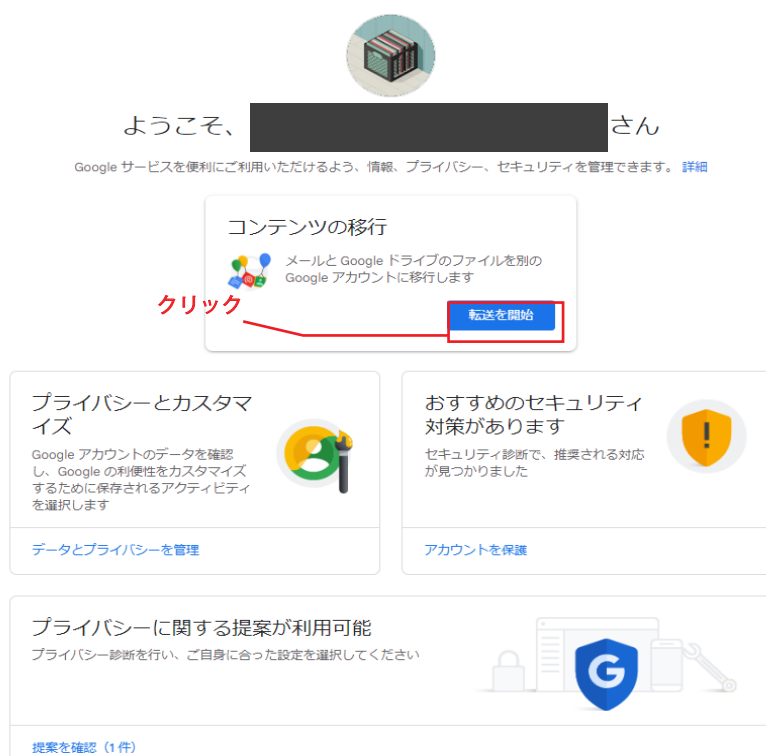 ようこそ、 さん
Google サービスを便利にご利用いただけるよう、情報、プライバシー、セキュリティを管理できます。 詳細
コンテンツの移行
メールと Google ドライブのファイルを別の
Google アカウントに移行します
クリック
転送を開始
プライバシーとカスタマ
イズ
Google アカウントのデータを確認
し、Google の利便性をカスタマイズ
するために保存されるアクティビティ
を選択します
データとプライバシーを管理
おすすめのセキュリティ
対策があります
セキュリティ診断で、推奨される対応
が見つかりました
アカウントを保護
プライバシーに関する提案が利用可能
プライバシー診断を行い、ご自身に合った設定を選択してください
G
提案を確認（1 件）